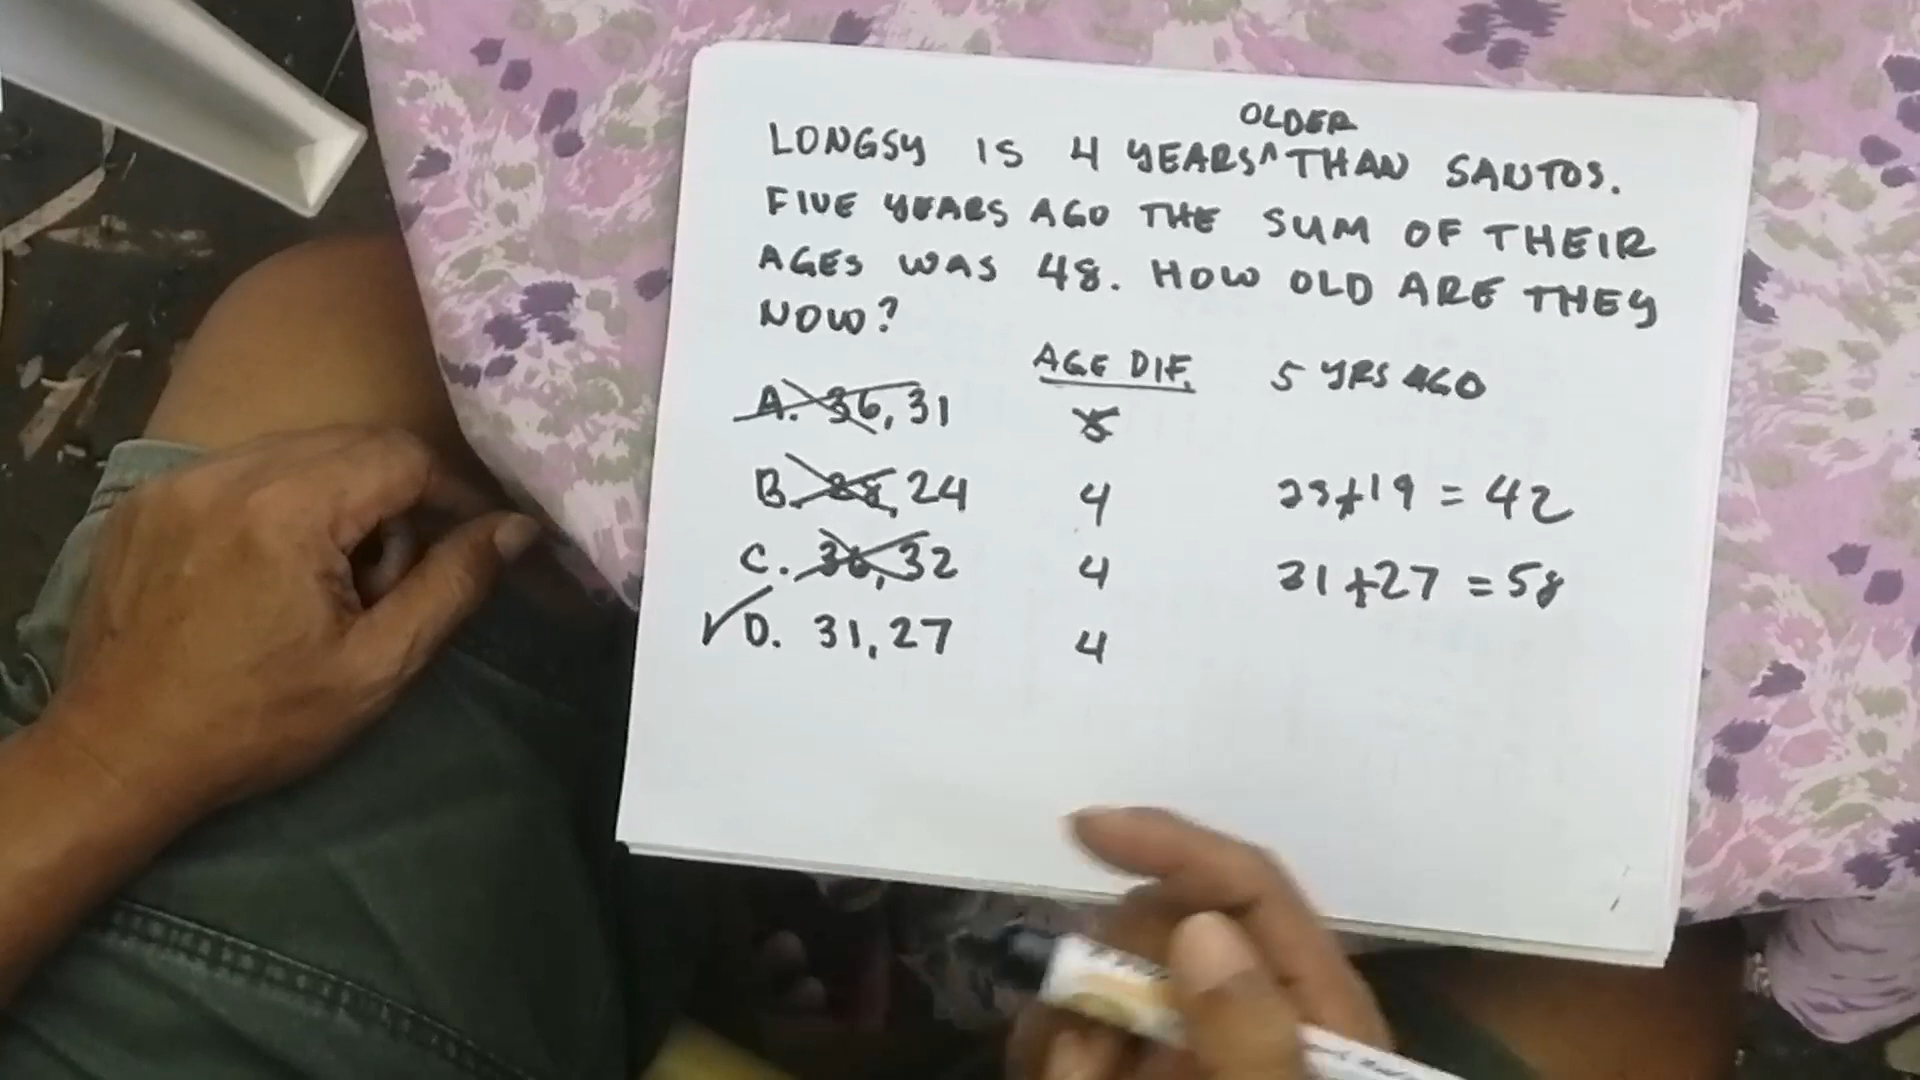 OLDER
LONGSY IS 4 YEARS^THAN SANTOS.
FIVE YEARS AGO THE SUM OF THEIR
AGES WAS 48. HOW OLD ARE THEY
NOW?
AGE DIF. 5 YRS AGO
A. 36, 31 5
B. 28, 24 4 23+19 = 42
C. 36, 32 4 31+27 = 58
✓D. 31, 27 4